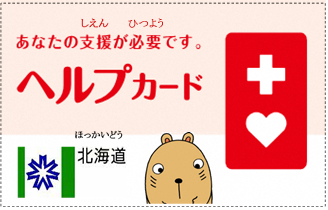 しえん ひつよう
あなたの支援が必要です。
ヘルプカード
ほっかいどう
北海道